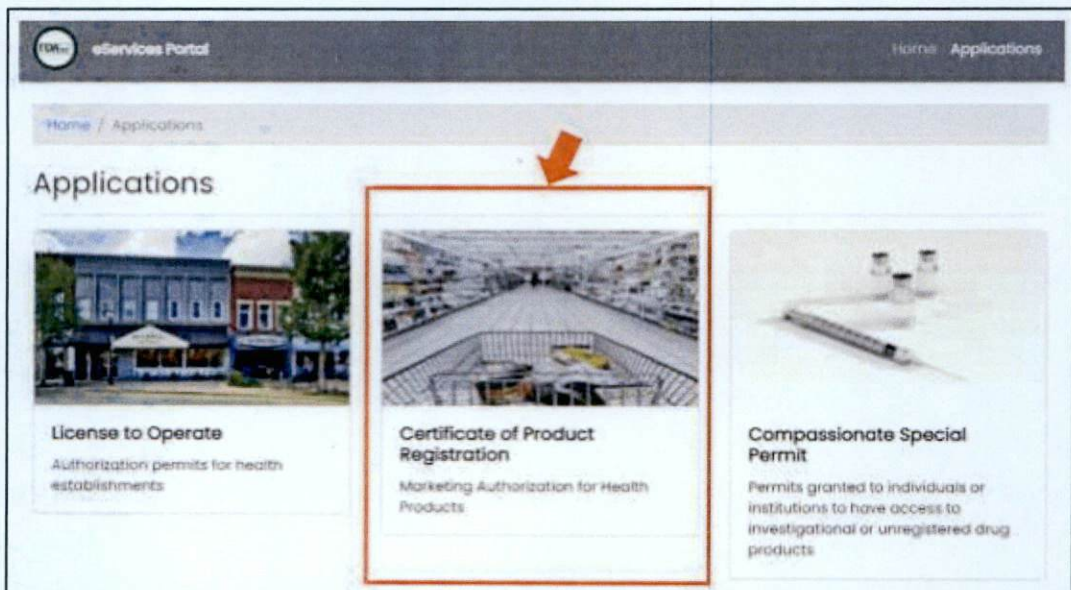 eServices Portal
Home Applications
Home / Applications
Applications
License to Operate
Authorization permits for health
establishments
Certificate of Product
Registration
Marketing Authorization for Health
Products
Compassionate Special
Permit
Permits granted to individuals or
institutions to have access to
investigational or unregistered drug
products